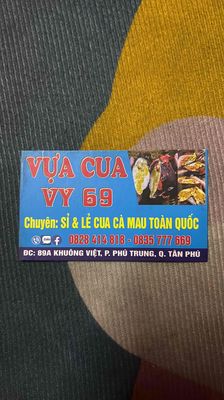 VỰA CUA
VY 69
Chuyên: SỈ & LẺ CUA CÀ MAU TOÀN QUỐC
0828 414 818 - 0835 777 669
ĐC: 89A KHUÔNG VIỆT, P. PHÚ TRUNG, Q. TÂN PHÚ